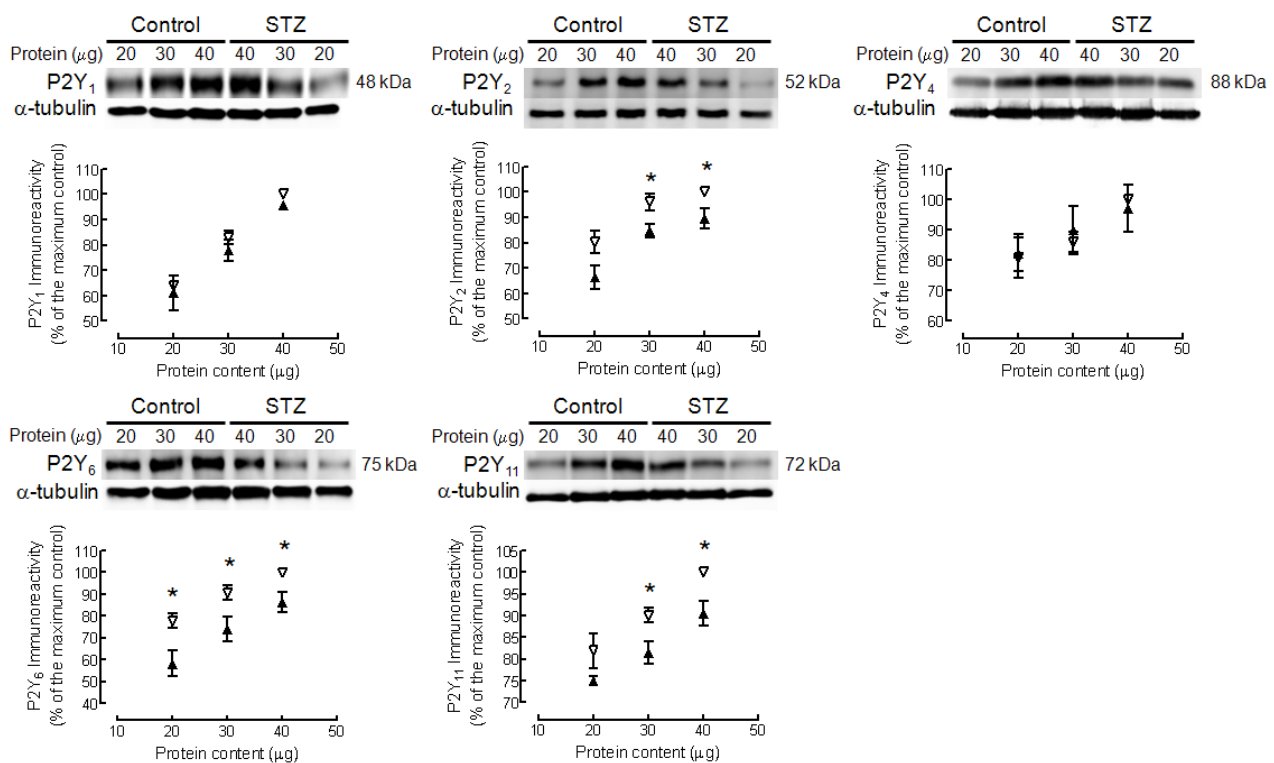 Control STZ
Protein (μg) 20 30 40 40 30 20
P2Y1 48 kDa
α-tubulin
P2Y1 Immunoreactivity
(% of the maximum control)
110
100
90
80
70
60
50
10 20 30 40 50
Protein content (μg)
Control STZ
Protein (μg) 20 30 40 40 30 20
P2Y2 52 kDa
α-tubulin
P2Y2 Immunoreactivity
(% of the maximum control)
110
100
90
80
70
60
50
* *
10 20 30 40 50
Protein content (μg)
Control STZ
Protein (μg) 20 30 40 40 30 20
P2Y4 88 kDa
α-tubulin
P2Y4 Immunoreactivity
(% of the maximum control)
110
100
90
80
70
60
10 20 30 40 50
Protein content (μg)
Control STZ
Protein (μg) 20 30 40 40 30 20
P2Y6 75 kDa
α-tubulin
P2Y6 Immunoreactivity
(% of the maximum control)
110
100
90
80
70
60
50
40
* * *
10 20 30 40 50
Protein content (μg)
Control STZ
Protein (μg) 20 30 40 40 30 20
P2Y11 72 kDa
α-tubulin
P2Y11 Immunoreactivity
(% of the maximum control)
105
100
95
90
85
80
75
70
* *
10 20 30 40 50
Protein content (μg)